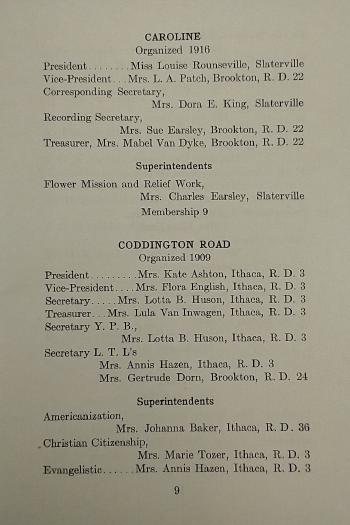 CAROLINE
Organized 1916
President........Miss Louise Rounseville, Slaterville
Vice-President...Mrs. L. A. Patch, Brookton, R. D. 22
Corresponding Secretary,
Mrs. Dora E. King, Slaterville
Recording Secretary,
Mrs. Sue Earsley, Brookton, R. D. 22
Treasurer, Mrs. Mabel Van Dyke, Brookton, R. D. 22
Superintendents
Flower Mission and Relief Work,
Mrs. Charles Earsley, Slaterville
Membership 9
CODDINGTON ROAD
Organized 1909
President.........Mrs. Kate Ashton, Ithaca, R. D. 3
Vice-President....Mrs. Flora English, Ithaca, R. D. 3
Secretary.....Mrs. Lotta B. Huson, Ithaca, R. D. 3
Treasurer...Mrs. Lula Van Inwagen, Ithaca, R. D. 3
Secretary Y. P. B.,
Mrs. Lotta B. Huson, Ithaca, R. D. 3
Secretary L. T. L's
Mrs. Annis Hazen, Ithaca, R. D. 3
Mrs. Gertrude Dorn, Brookton, R. D. 24
Superintendents
Americanization,
Mrs. Johanna Baker, Ithaca, R. D. 36
Christian Citizenship,
Mrs. Marie Tozer, Ithaca, R. D. 3
Evangelistic......Mrs. Annis Hazen, Ithaca, R. D. 3
9